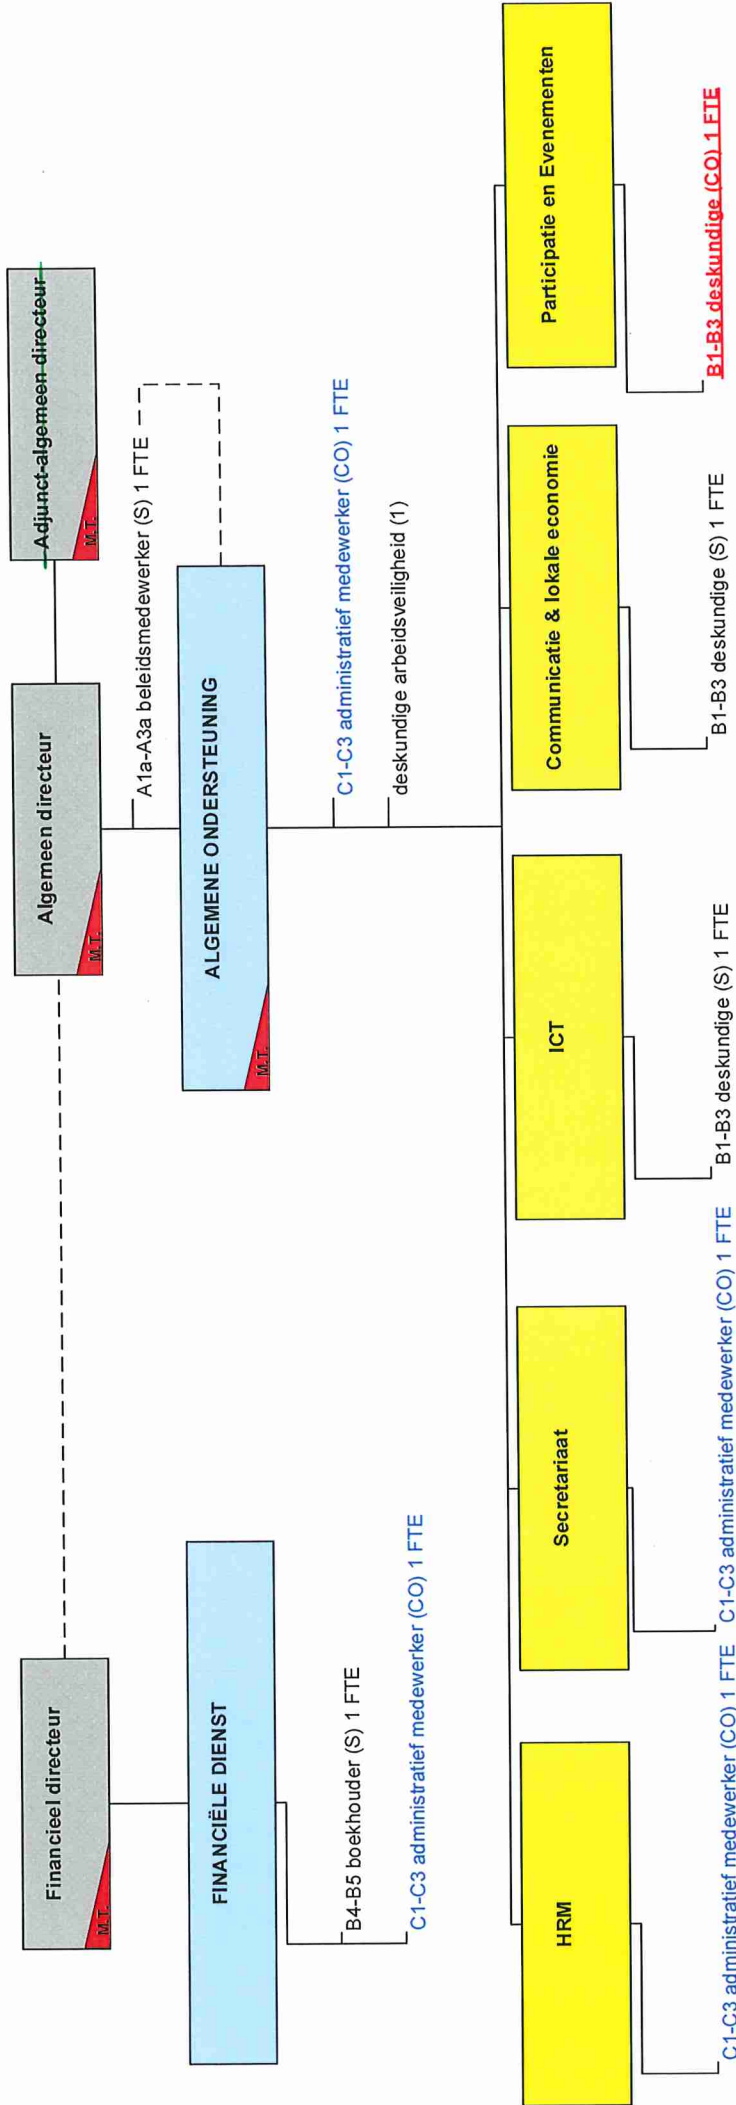 Financieel directeur
M.T.
Algemeen directeur
M.T.
Adjunct-algemeen directeur
M.T.
A1a-A3a beleidsmedewerker (S) 1 FTE
FINANCIËLE DIENST
ALGEMENE ONDERSTEUNING
M.T.
B4-B5 boekhouder (S) 1 FTE
C1-C3 administratief medewerker (CO) 1 FTE
C1-C3 administratief medewerker (CO) 1 FTE
deskundige arbeidsveiligheid (1)
HRM
Secretariaat
ICT
Communicatie & lokale economie
Participatie en Evenementen
C1-C3 administratief medewerker (CO) 1 FTE
C1-C3 administratief medewerker (CO) 1 FTE
B1-B3 deskundige (S) 1 FTE
B1-B3 deskundige (S) 1 FTE
B1-B3 deskundige (CO) 1 FTE